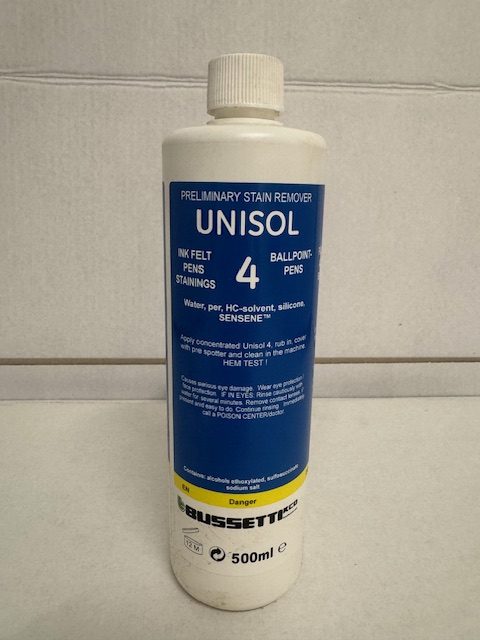 PRELIMINARY STAIN REMOVER
UNISOL
INK FELT
PENS
STAININGS
4
BALLPOINT-
PENS
Water, per, HC-solvent, silicone,
SENSENE™
Apply concentrated Unisol 4, rub in, cover
with pre spotter and clean in the machine.
HEM TEST !
Causes serious eye damage. Wear eye protection /
face protection. IF IN EYES: Rinse cautiously with
water for several minutes. Remove contact lenses, if
present and easy to do. Continue rinsing. Immediately
call a POISON CENTER/doctor
Contains: alcohols ethoxylated, sulfosuccinate
sodium salt
EN
Danger
BUSSETTI
500ml ℮
12 M